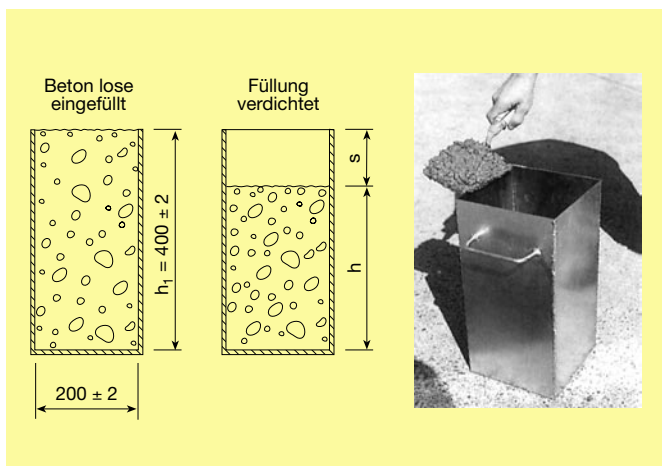 Beton lose
eingefüllt
Füllung
verdichtet
h₁ = 400 ± 2
s
h
200 ± 2